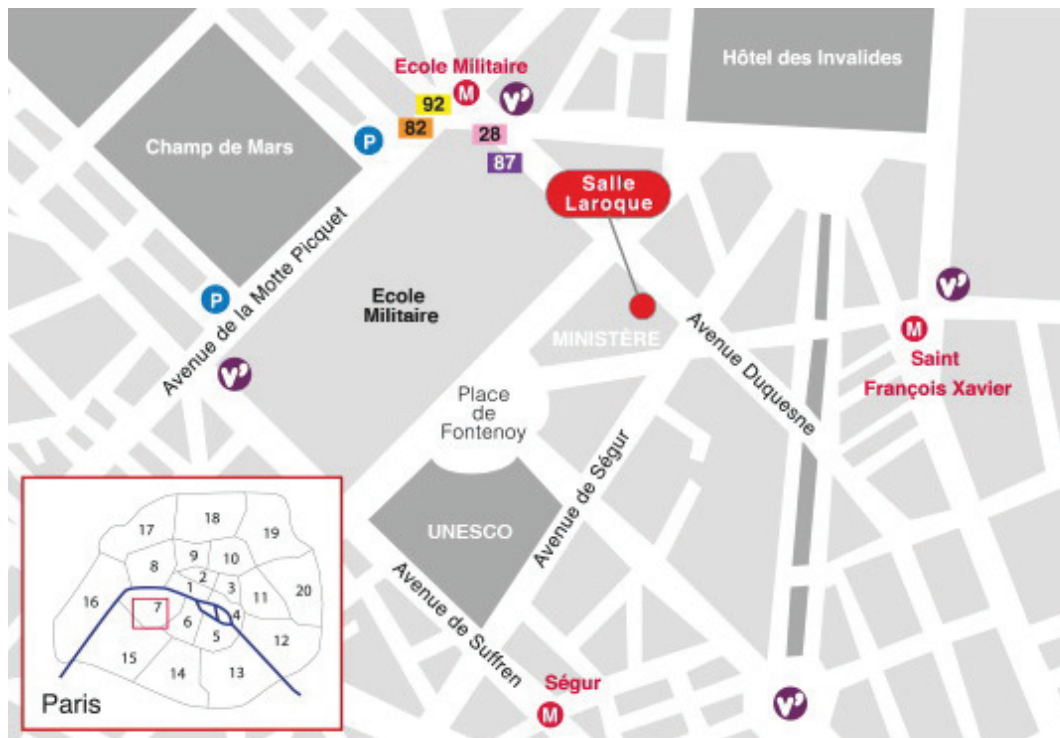 Hôtel des Invalides
Ecole Militaire
M
V'
92
82
28
87
P
Champ de Mars
Salle
Laroque
Avenue de la Motte Picquet
Ecole
Militaire
P
V'
MINISTÈRE
V'
M
Saint
François Xavier
Avenue Duquesne
Place
de
Fontenoy
Avenue de Ségur
UNESCO
Avenue de Suffren
Ségur
M
V'
17
18
19
8
9
10
2
1
3
11
20
16
7
6
4
5
12
15
14
13
Paris